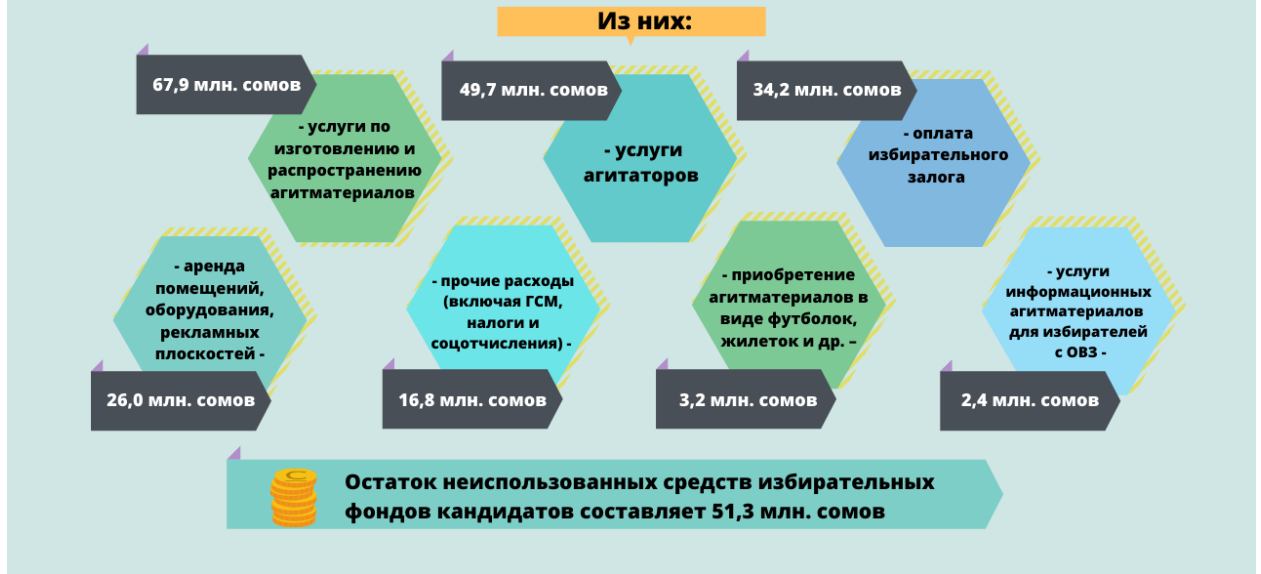 Из них:
67,9 млн. сомов
- услуги по
изготовлению и
распространению
агитматериалов
49,7 млн. сомов
- услуги
агитаторов
34,2 млн. сомов
- оплата
избирательного
залога
- аренда
помещений,
оборудования,
рекламных
плоскостей -
26,0 млн. сомов
- прочие расходы
(включая ГСМ,
налоги и
соцотчисления) -
16,8 млн. сомов
- приобретение
агитматериалов в
виде футболок,
жилеток и др. –
3,2 млн. сомов
- услуги
информационных
агитматериалов
для избирателей
с ОВЗ -
2,4 млн. сомов
Остаток неиспользованных средств избирательных
фондов кандидатов составляет 51,3 млн. сомов